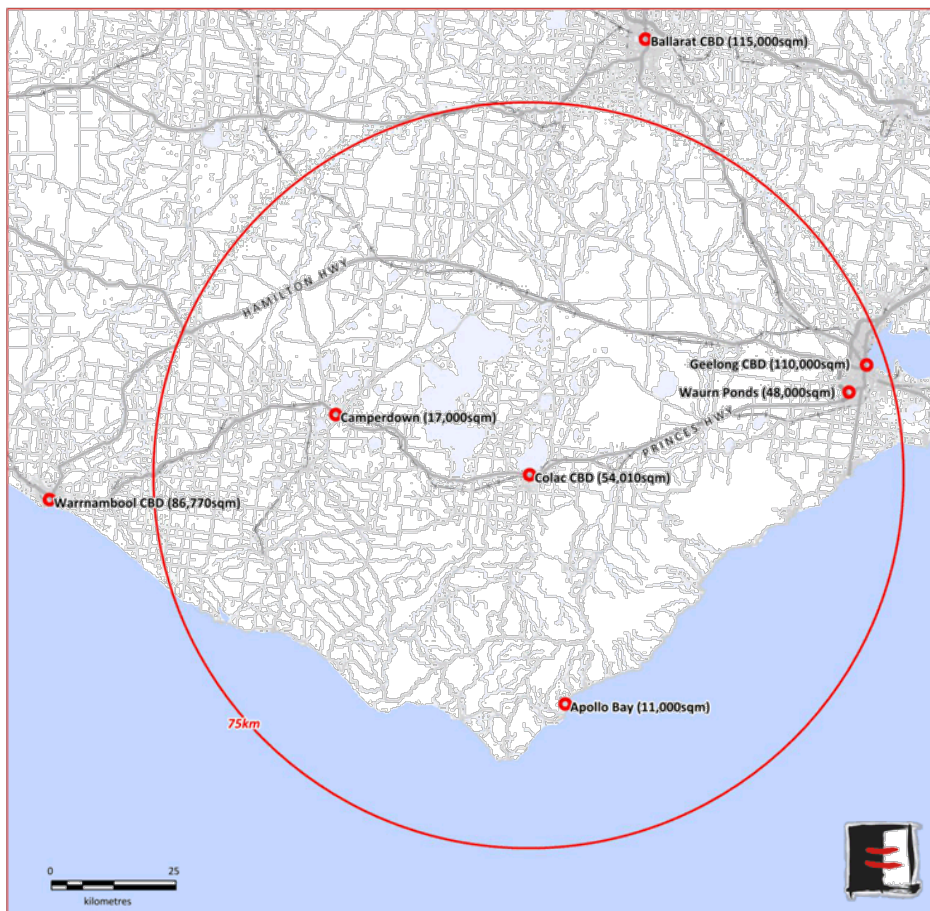 Ballarat CBD (115,000sqm)
HAMILTON HWY
Geelong CBD (110,000sqm)
Waurn Ponds (48,000sqm)
Camperdown (17,000sqm)
PRINCES HWY
Colac CBD (54,010sqm)
Warrnambool CBD (86,770sqm)
Apollo Bay (11,000sqm)
75km
0 25
kilometres